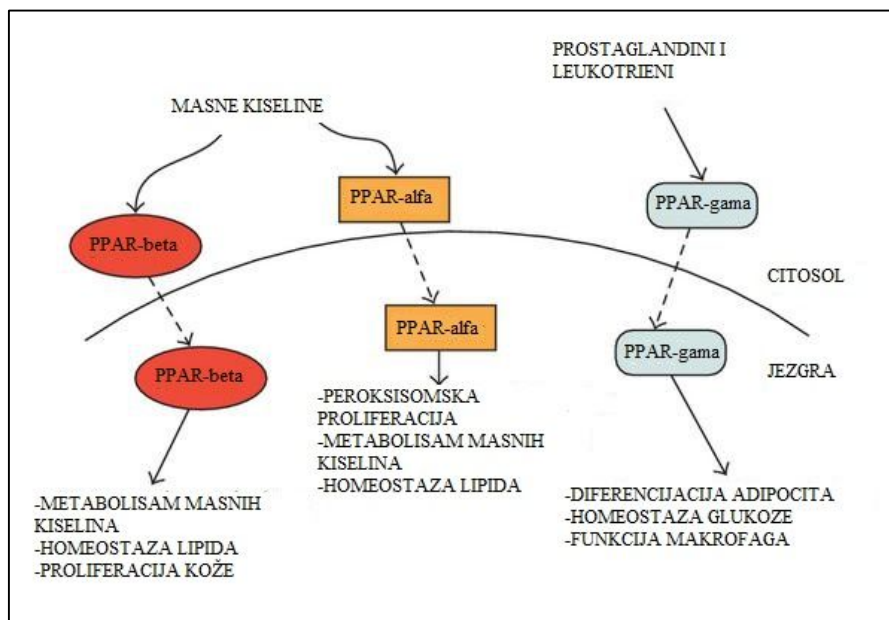 PROSTAGLANDINI I
LEUKOTRIENI
MASNE KISELINE
PPAR-alfa
PPAR-gama
PPAR-beta
CITOSOL
PPAR-alfa
PPAR-gama
PPAR-beta
JEZGRA
-PEROKSISOMSKA
PROLIFERACIJA
-METABOLISAM MASNIH
KISELINA
-HOMEOSTAZA LIPIDA
-METABOLISAM MASNIH
KISELINA
-HOMEOSTAZA LIPIDA
-PROLIFERACIJA KOŽE
-DIFERENCIJACIJA ADIPOCITA
-HOMEOSTAZA GLUKOZE
-FUNKCIJA MAKROFAGA